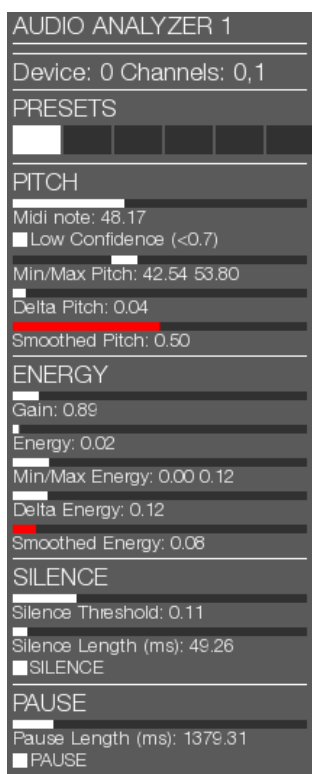 AUDIO ANALYZER 1
Device: 0 Channels: 0,1
PRESETS
PITCH
Midi note: 48.17
Low Confidence (<0.7)
Min/Max Pitch: 42.54 53.80
Delta Pitch: 0.04
Smoothed Pitch: 0.50
ENERGY
Gain: 0.89
Energy: 0.02
Min/Max Energy: 0.00 0.12
Delta Energy: 0.12
Smoothed Energy: 0.08
SILENCE
Silence Threshold: 0.11
Silence Length (ms): 49.26
SILENCE
PAUSE
Pause Length (ms): 1379.31
PAUSE